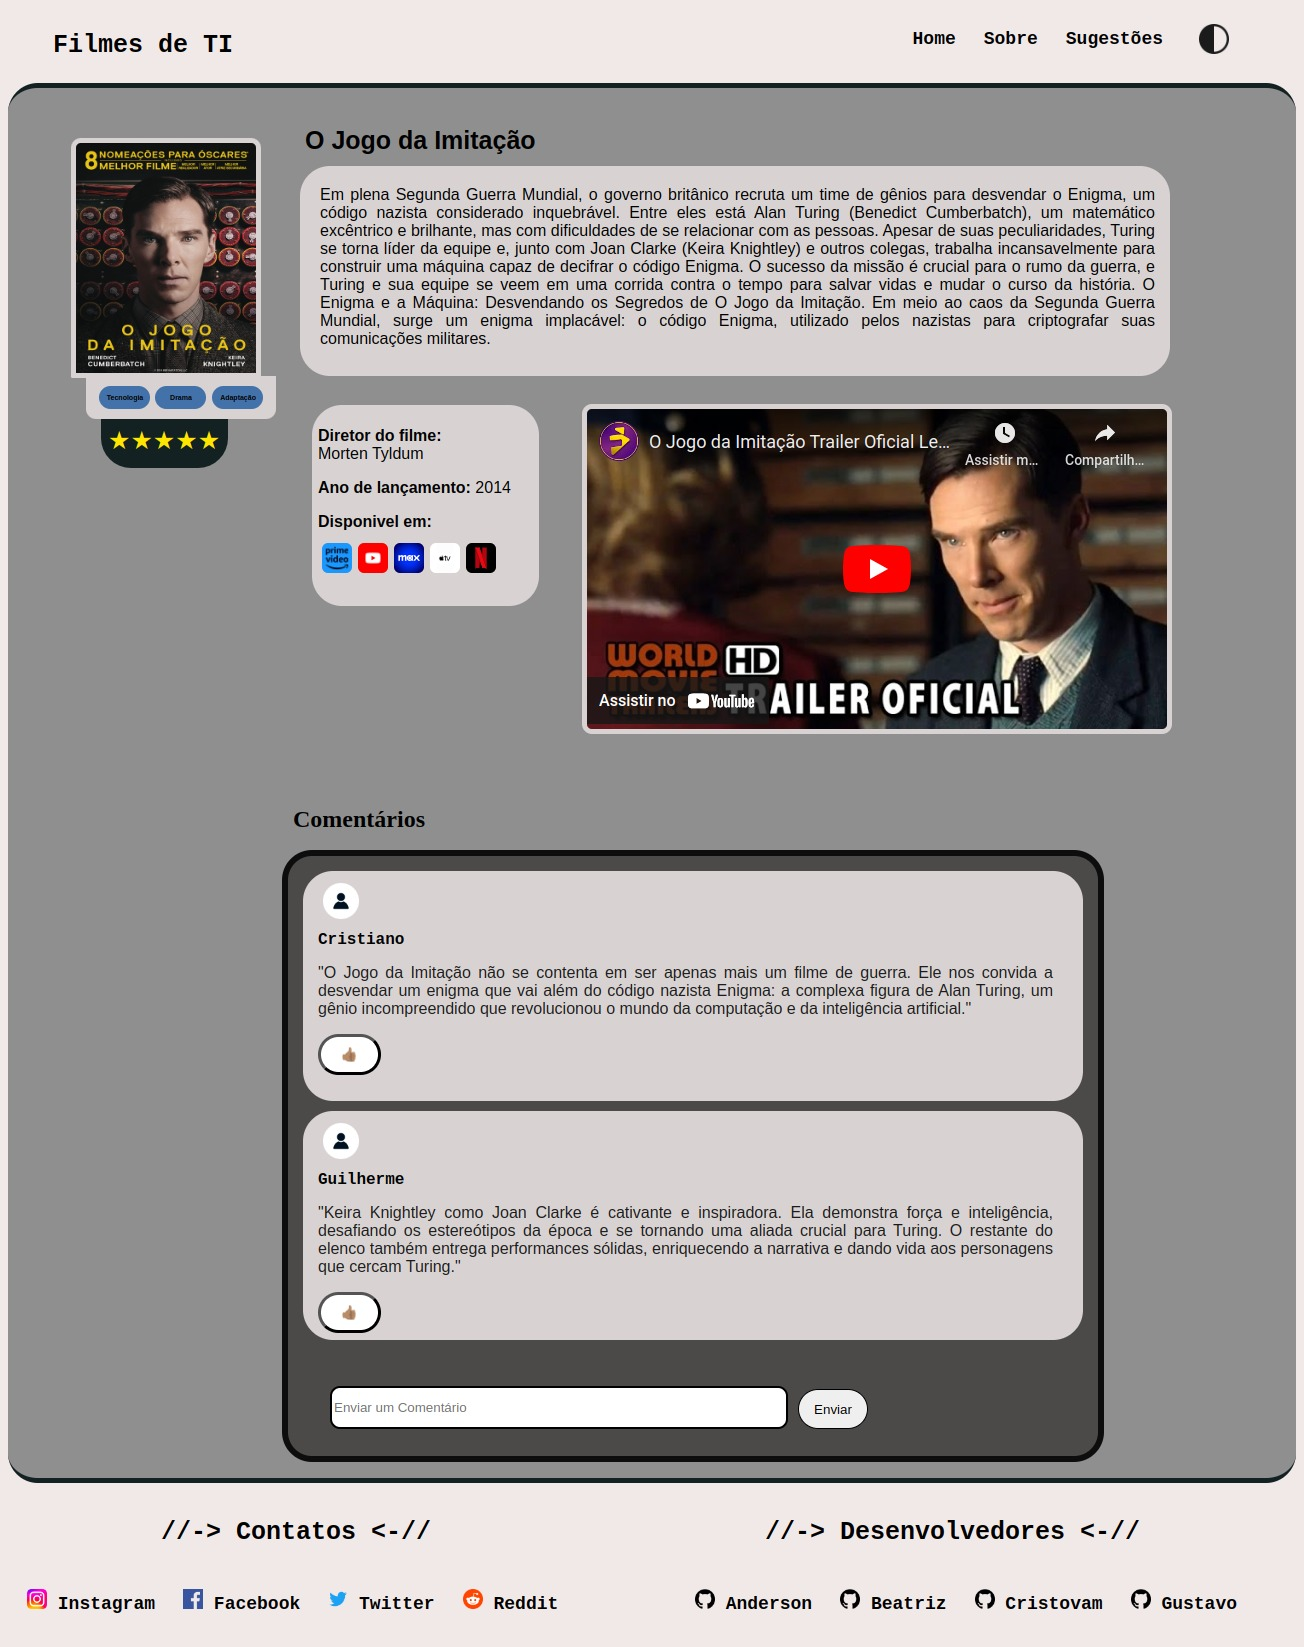 Filmes de TI
Home Sobre Sugestões
O Jogo da Imitação
8 NOMEAÇÕES PARA ÓSCARES
MELHOR FILME
O JOGO
DA IMITAÇÃO
BENEDICT CUMBERBATCH
KEIRA KNIGHTLEY
Tecnologia Drama Adaptação
★★★★★
Em plena Segunda Guerra Mundial, o governo britânico recruta um time de gênios para desvendar o Enigma, um
código nazista considerado inquebrável. Entre eles está Alan Turing (Benedict Cumberbatch), um matemático
excêntrico e brilhante, mas com dificuldades de se relacionar com as pessoas. Apesar de suas peculiaridades, Turing
se torna líder da equipe e, junto com Joan Clarke (Keira Knightley) e outros colegas, trabalha incansavelmente para
construir uma máquina capaz de decifrar o código Enigma. O sucesso da missão é crucial para o rumo da guerra, e
Turing e sua equipe se veem em uma corrida contra o tempo para salvar vidas e mudar o curso da história. O
Enigma e a Máquina: Desvendando os Segredos de O Jogo da Imitação. Em meio ao caos da Segunda Guerra
Mundial, surge um enigma implacável: o código Enigma, utilizado pelos nazistas para criptografar suas
comunicações militares.
Diretor do filme:
Morten Tyldum
Ano de lançamento: 2014
Disponivel em:
prime video max tv N
O Jogo da Imitação Trailer Oficial Le…
Assistir m… Compartilh…
WORLD HD
MOVIE
TRAILER OFICIAL
Assistir no YouTube
Comentários
Cristiano
"O Jogo da Imitação não se contenta em ser apenas mais um filme de guerra. Ele nos convida a
desvendar um enigma que vai além do código nazista Enigma: a complexa figura de Alan Turing, um
gênio incompreendido que revolucionou o mundo da computação e da inteligência artificial."
Guilherme
"Keira Knightley como Joan Clarke é cativante e inspiradora. Ela demonstra força e inteligência,
desafiando os estereótipos da época e se tornando uma aliada crucial para Turing. O restante do
elenco também entrega performances sólidas, enriquecendo a narrativa e dando vida aos personagens
que cercam Turing."
Enviar um Comentário Enviar
//-> Contatos <-//
//-> Desenvolvedores <-//
Instagram Facebook Twitter Reddit
Anderson Beatriz Cristovam Gustavo